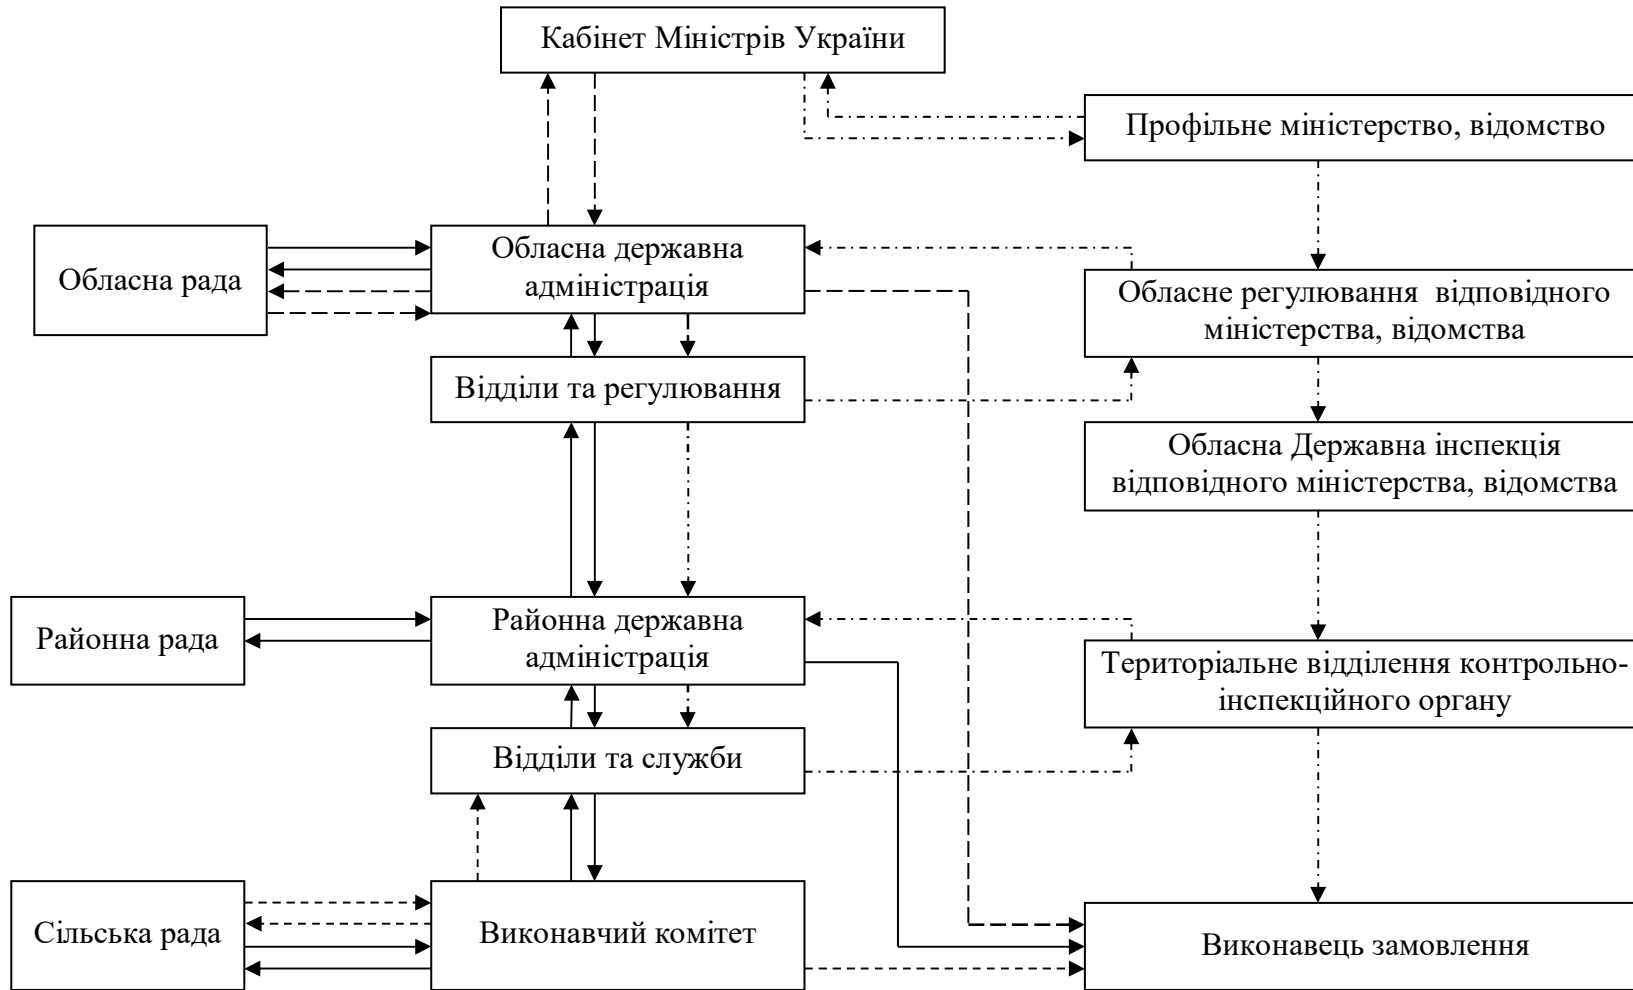 Кабінет Міністрів України
Профільне міністерство, відомство
Обласна рада
Обласна державна
адміністрація
Обласне регулювання відповідного
міністерства, відомства
Відділи та регулювання
Обласна Державна інспекція
відповідного міністерства, відомства
Районна рада
Районна державна
адміністрація
Територіальне відділення контрольно-
інспекційного органу
Відділи та служби
Сільська рада
Виконавчий комітет
Виконавець замовлення